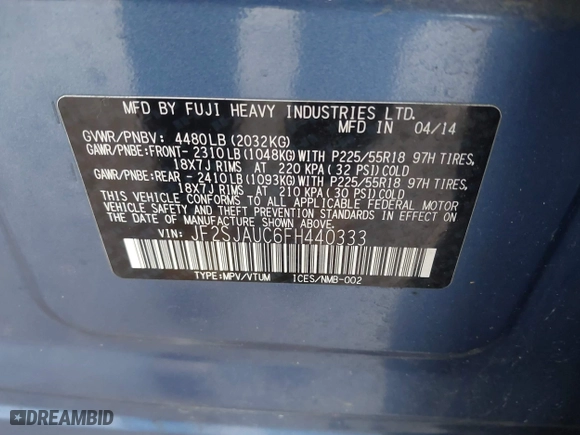 MFD BY FUJI HEAVY INDUSTRIES LTD.
MFD IN 04/14
GVWR/PNBV: 4480LB (2032KG)
GAWR/PNBE:FRONT- 2310LB (1048KG) WITH P225/55R18 97H TIRES,
18X7J RIMS AT 220 KPA (32 PSI) COLD
GAWR/PNBE:REAR - 2410LB (1093KG) WITH P225/55R18 97H TIRES,
18X7J RIMS AT 210 KPA (30 PSI) COLD
THIS VEHICLE CONFORMS TO ALL APPLICABLE FEDERAL MOTOR
VEHICLE SAFETY AND THEFT PREVENTION STANDARDS IN EFFECT ON THE
DATE OF MANUFACTURE SHOWN ABOVE.
VIN: JF2SJAUC6FH440333
TYPE:MPV/VTUM ICES/NMB-002
DREAMBID